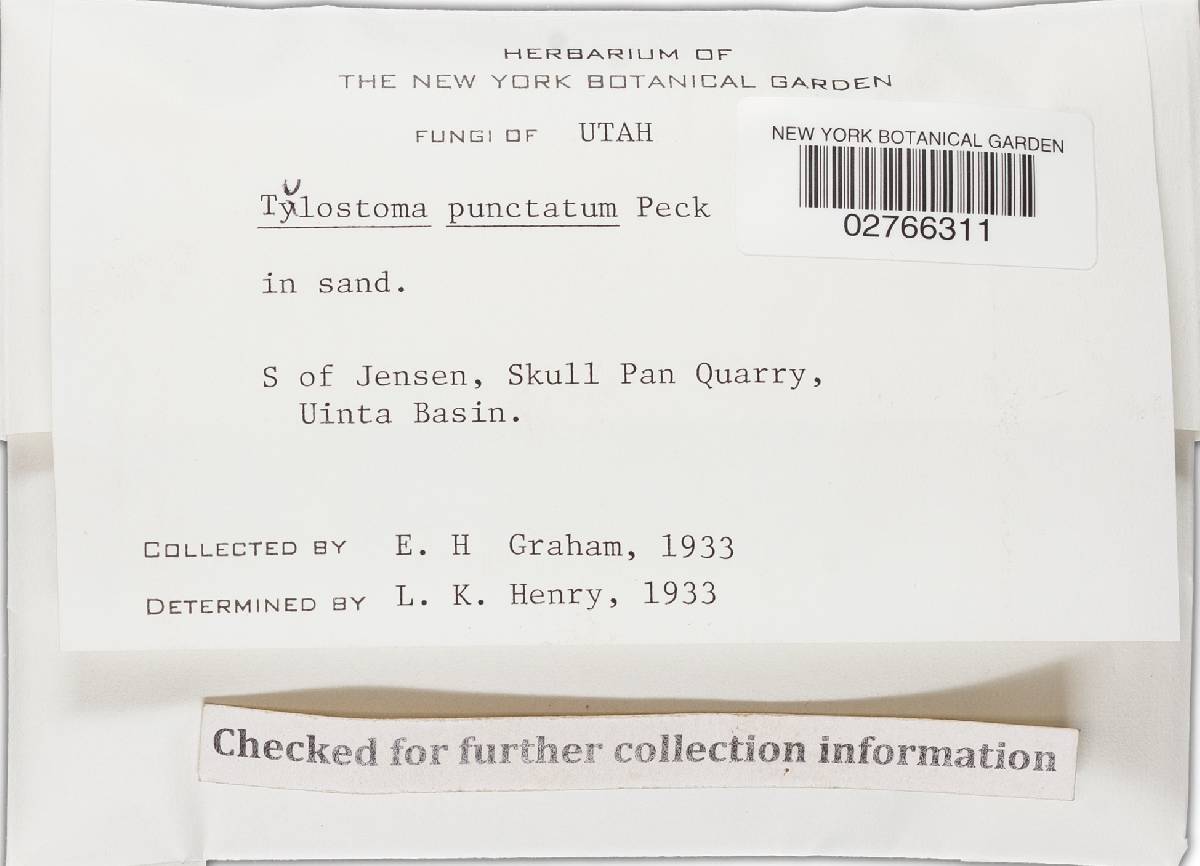 HERBARIUM OF
THE NEW YORK BOTANICAL GARDEN
FUNGI OF UTAH
NEW YORK BOTANICAL GARDEN
02766311
Tulostoma punctatum Peck
in sand.
S of Jensen, Skull Pan Quarry,
Uinta Basin.
COLLECTED BY E. H Graham, 1933
DETERMINED BY L. K. Henry, 1933
Checked for further collection information